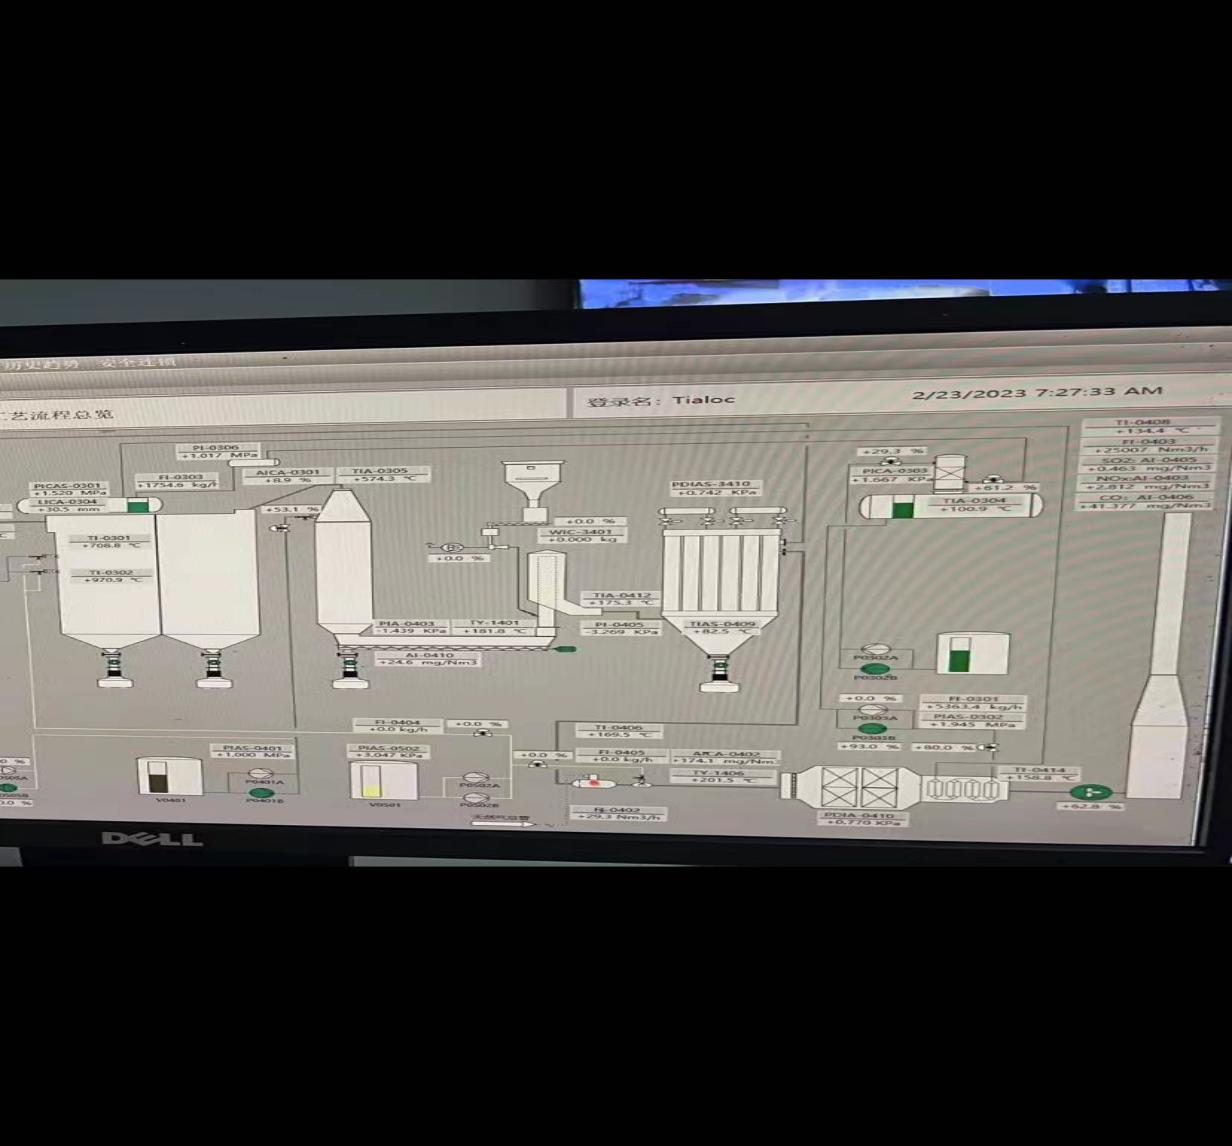 历史趋势 安全连锁
工艺流程总览
登录名: Tialoc
2/23/2023 7:27:33 AM
TI-0408
+134.4 ℃
FI-0403
+25007 Nm3/h
SO2: AI-0405
+0.463 mg/Nm3
NOx:AI-0403
+2.812 mg/Nm3
CO: AI-0406
+41.377 mg/Nm3
PI-0306
+1.017 MPa
PICAS-0301
+1.520 MPa
LICA-0304
+30.5 mm
FI-0303
+1754.6 kg/h
AICA-0301
+8.9 %
TIA-0305
+574.3 ℃
+53.1 %
TI-0301
+708.8 ℃
TI-0302
+970.9 ℃
+0.0 %
WIC-3401
+0.000 kg
+0.0 %
PDIAS-3410
+0.742 KPa
+29.3 %
PICA-0303
+1.667 KPa
+61.2 %
TIA-0304
+100.9 ℃
TIA-0412
+175.3 ℃
PI-0405
-3.269 KPa
PIA-0403
-1.439 KPa
TY-1401
+181.8 ℃
AI-0410
+24.6 mg/Nm3
TIAS-0409
+82.5 ℃
P0302A
P0302B
+0.0 %
P0303A
P0303B
+93.0 %
FI-0301
+5363.4 kg/h
PIAS-0302
+1.945 MPa
+80.0 %
FI-0404
+0.0 kg/h
+0.0 %
PIAS-0401
+1.000 MPa
V0401
P0401A
P0401B
PIAS-0502
+3.047 KPa
V0501
P0502A
P0502B
+0.0 %
TI-0406
+169.5 ℃
FI-0405
+0.0 kg/h
AICA-0402
+174.1 mg/Nm3
TY-1406
+201.5 ℃
FI-0402
+29.3 Nm3/h
天然气总管
PDIA-0410
+0.770 KPa
TI-0414
+158.8 ℃
+62.8 %
DELL